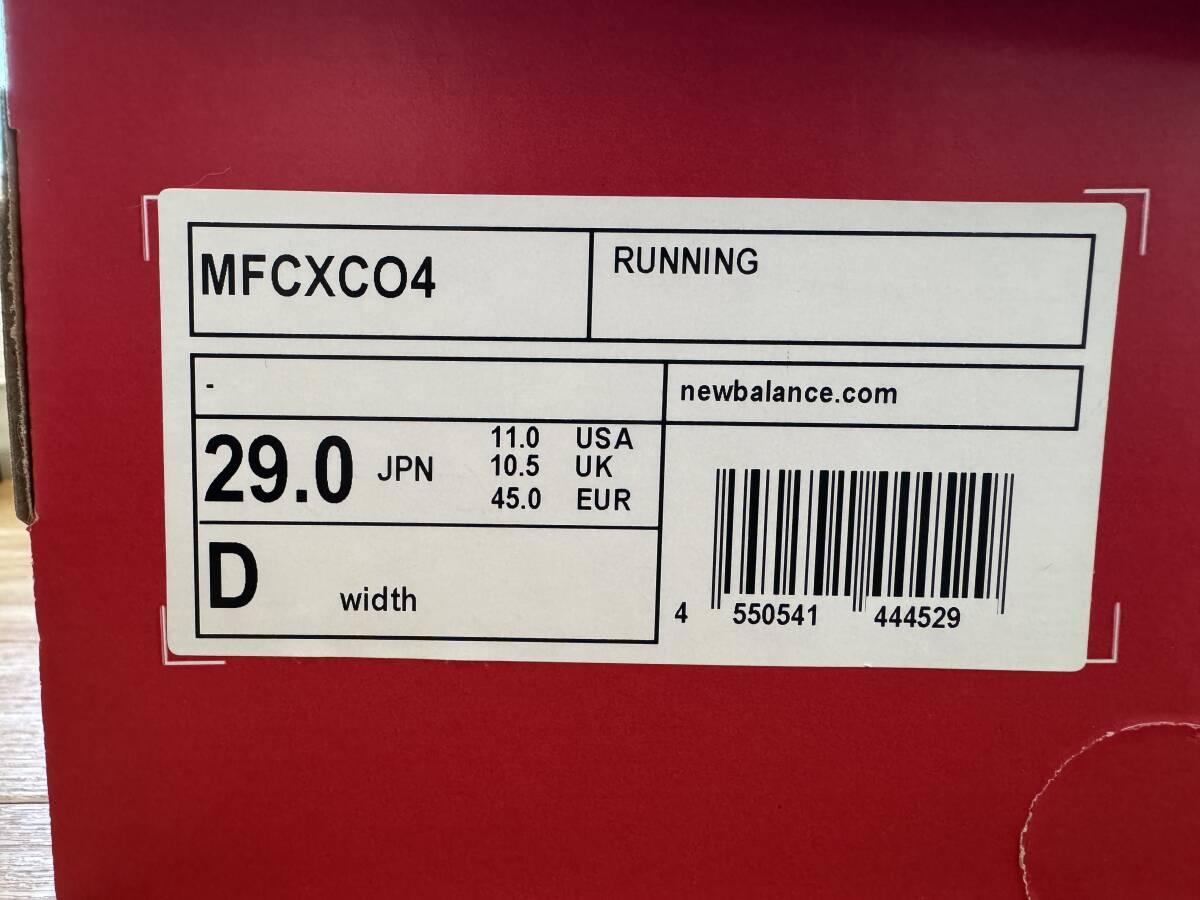 MFCXCO4
RUNNING
-
newbalance.com
29.0 JPN
11.0 USA
10.5 UK
45.0 EUR
D width
4 550541 444529